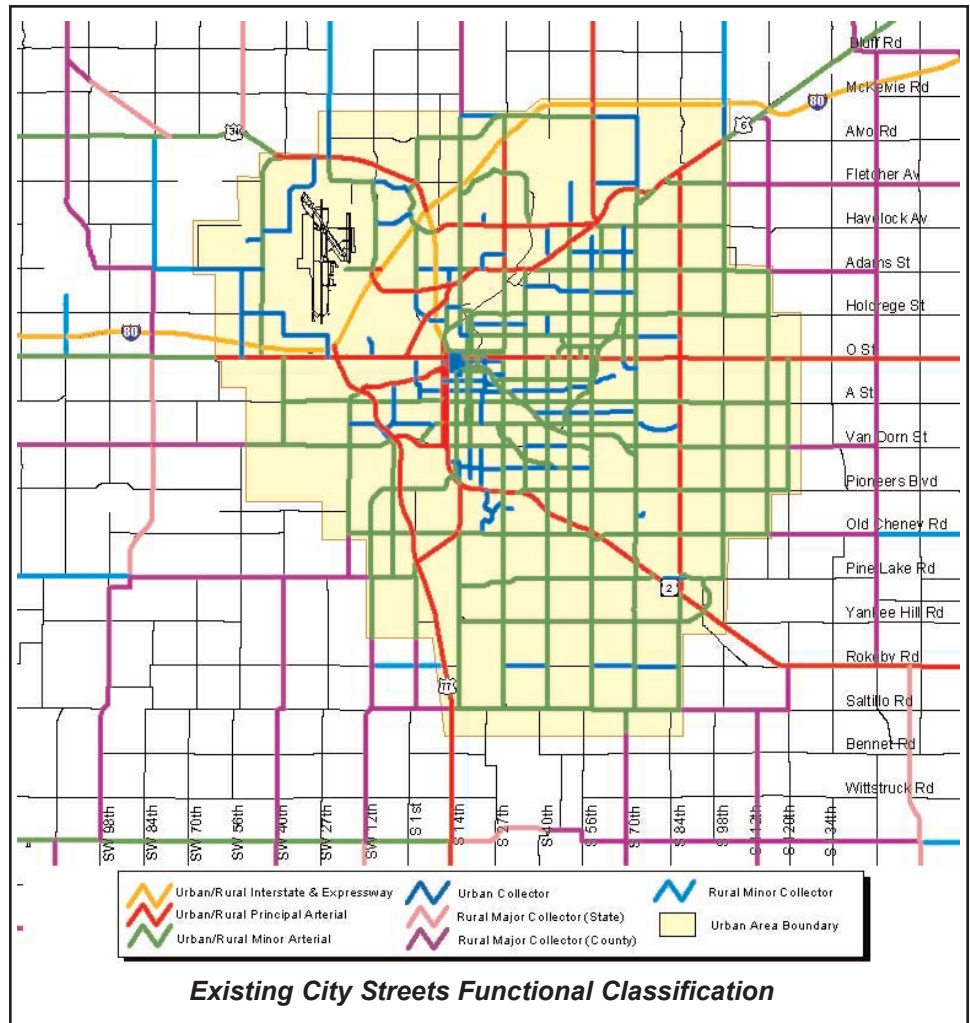 Bluff Rd
McKelvie Rd
80
6
34
Alvo Rd
Fletcher Av
Havelock Av
Adams St
Holdrege St
80
O St
A St
Van Dorn St
Pioneers Blvd
Old Cheney Rd
Pine Lake Rd
2
Yankee Hill Rd
Rokeby Rd
77
Saltillo Rd
Bennet Rd
Wittstruck Rd
SW 98th
SW 84th
SW 70th
SW 56th
SW 40th
SW 27th
SW 12th
S 1st
S 14th
S 27th
S 40th
S 56th
S 70th
S 84th
S 98th
S 112th
S 120th
S 134th
Urban/Rural Interstate & Expressway
Urban/Rural Principal Arterial
Urban/Rural Minor Arterial
Urban Collector
Rural Major Collector (State)
Rural Major Collector (County)
Rural Minor Collector
Urban Area Boundary
Existing City Streets Functional Classification